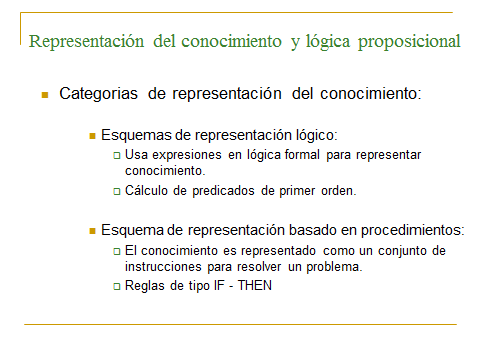 Representación del conocimiento y lógica proposicional
Categorias de representación del conocimiento:
Esquemas de representación lógico:
Usa expresiones en lógica formal para representar
conocimiento.
Cálculo de predicados de primer orden.
Esquema de representación basado en procedimientos:
El conocimiento es representado como un conjunto de
instrucciones para resolver un problema.
Reglas de tipo IF - THEN